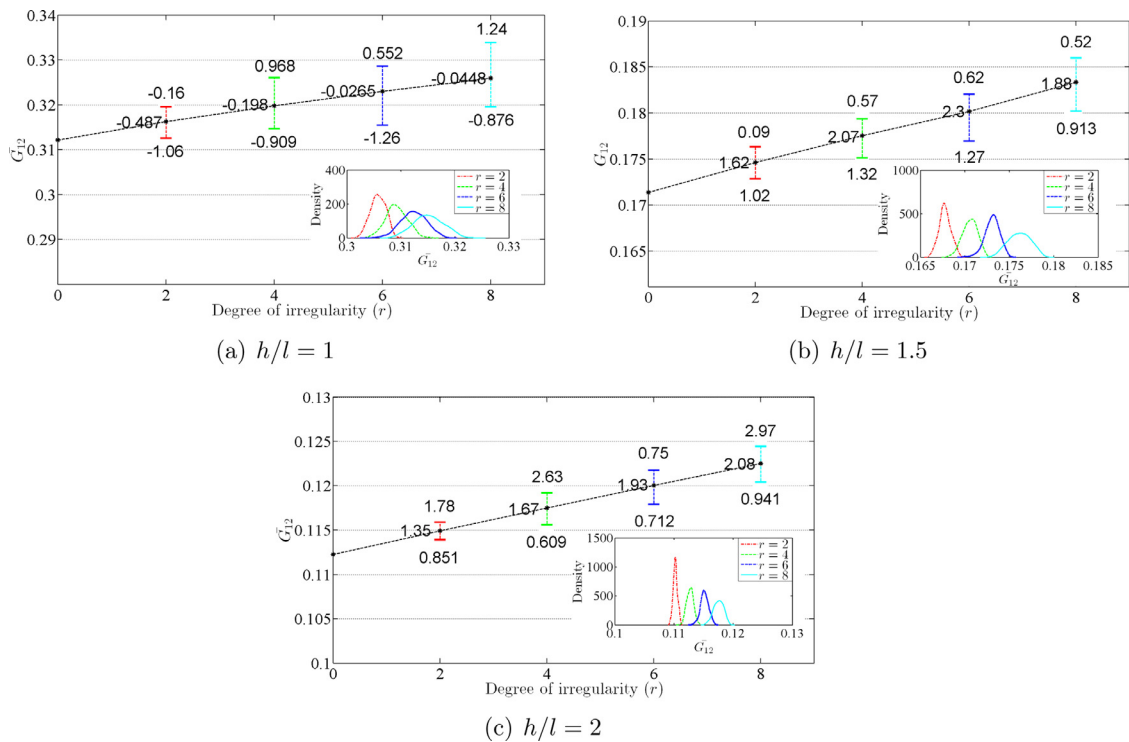 0.34
0.33
0.32
0.31
0.3
0.29
G̅₁₂
1.24
0.552
0.968
-0.16
-0.0448
-0.0265
-0.198
-0.487
-0.876
-1.26
-0.909
-1.06
400
200
0
Density
r = 2
r = 4
r = 6
r = 8
0.3 0.31 0.32 0.33
G̅₁₂
0 2 4 6 8
Degree of irregularity (r)
(a) h/l = 1
0.19
0.185
0.18
0.175
0.17
0.165
G̅₁₂
0.52
0.62
0.57
0.09
1.88
2.3
2.07
1.62
0.913
1.27
1.32
1.02
1000
500
0
Density
r = 2
r = 4
r = 6
r = 8
0.165 0.17 0.175 0.18 0.185
G̅₁₂
0 2 4 6 8
Degree of irregularity (r)
(b) h/l = 1.5
0.13
0.125
0.12
0.115
0.11
0.105
0.1
G̅₁₂
2.97
0.75
2.63
1.78
2.08
1.93
1.67
1.35
0.941
0.712
0.609
0.851
1500
1000
500
0
Density
r = 2
r = 4
r = 6
r = 8
0.1 0.11 0.12 0.13
G̅₁₂
0 2 4 6 8
Degree of irregularity (r)
(c) h/l = 2